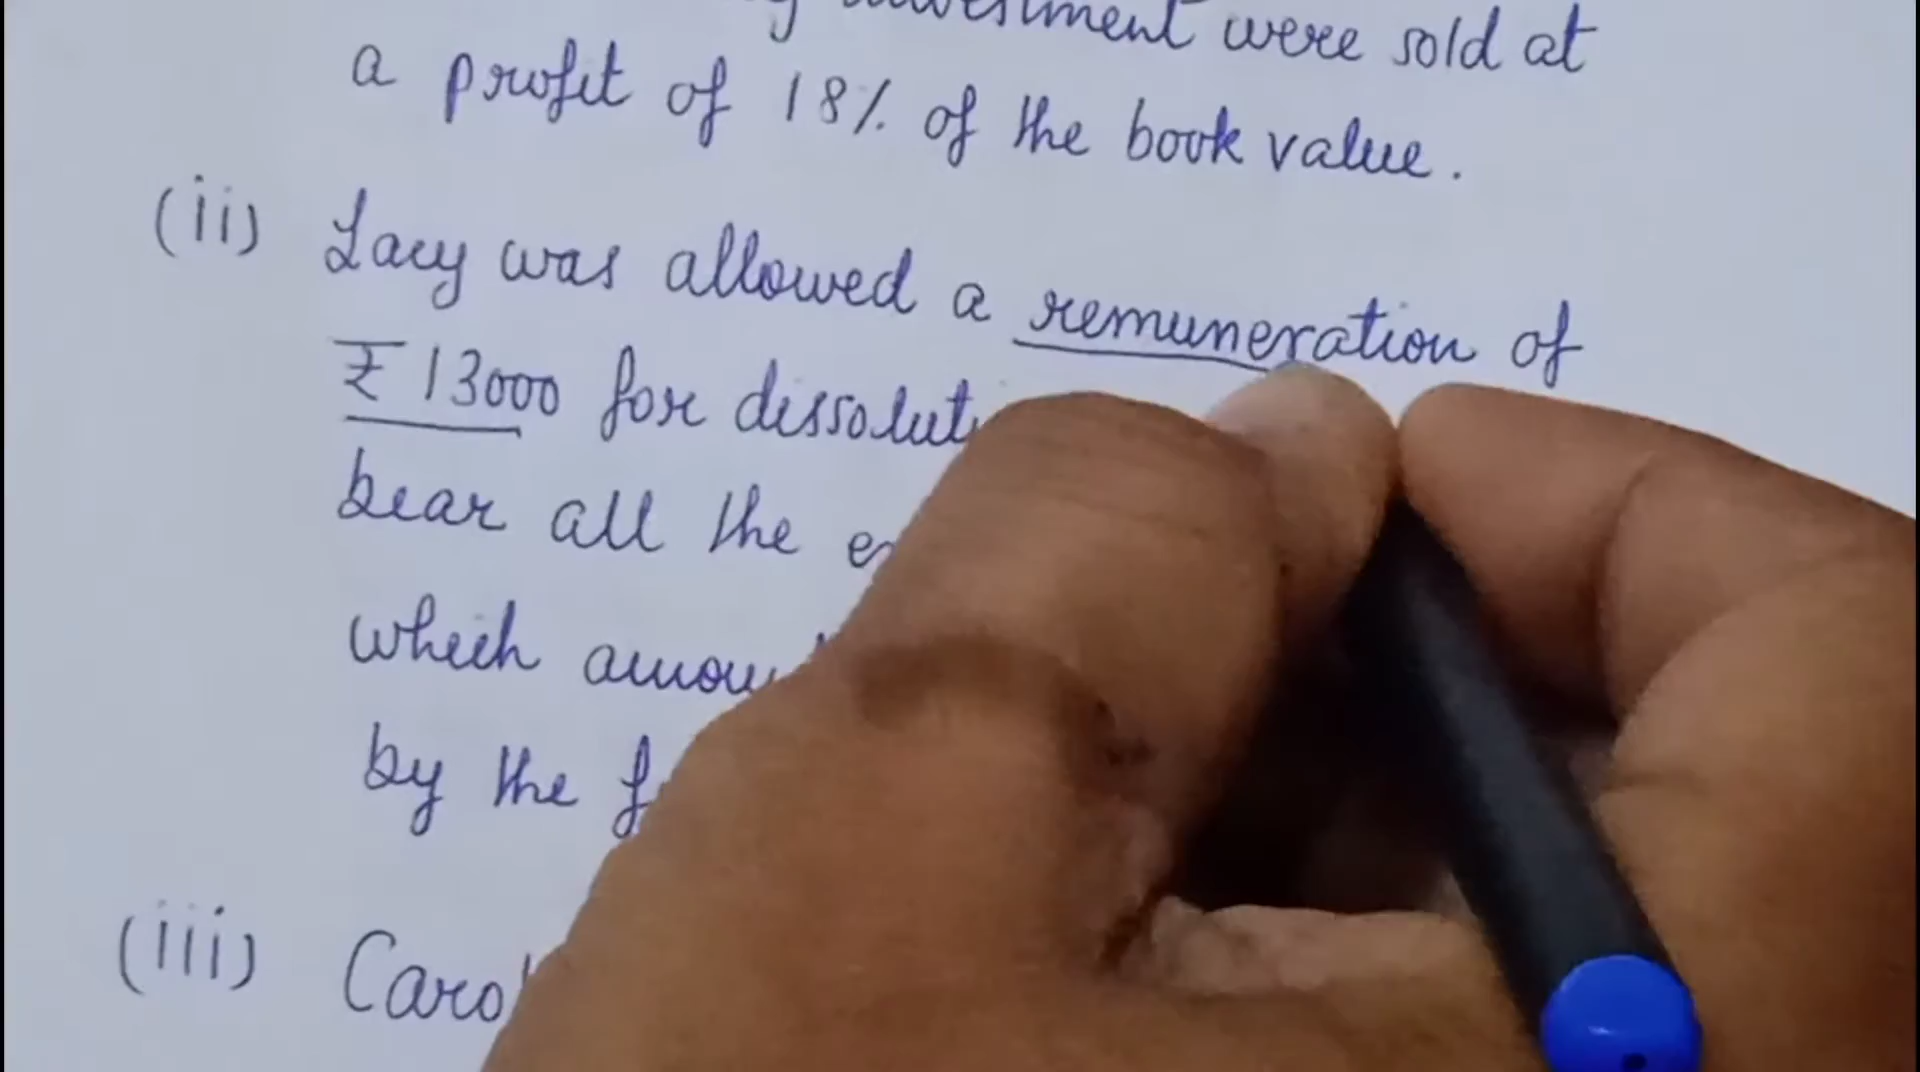 investment were sold at
a profit of 18% of the book value.
(ii) Lacy was allowed a remuneration of
₹ 13000 for dissolut
bear all the
which amou
by the
(iii) Caro